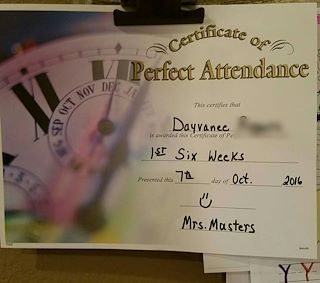 Certificate of
Perfect Attendance
This certifies that
Dayvanee
is awarded this Certificate of
1ST Six Weeks
Presented this 7th day of Oct. 2016
Mrs. Masters
SEP OCT NOV DEC
Y Y